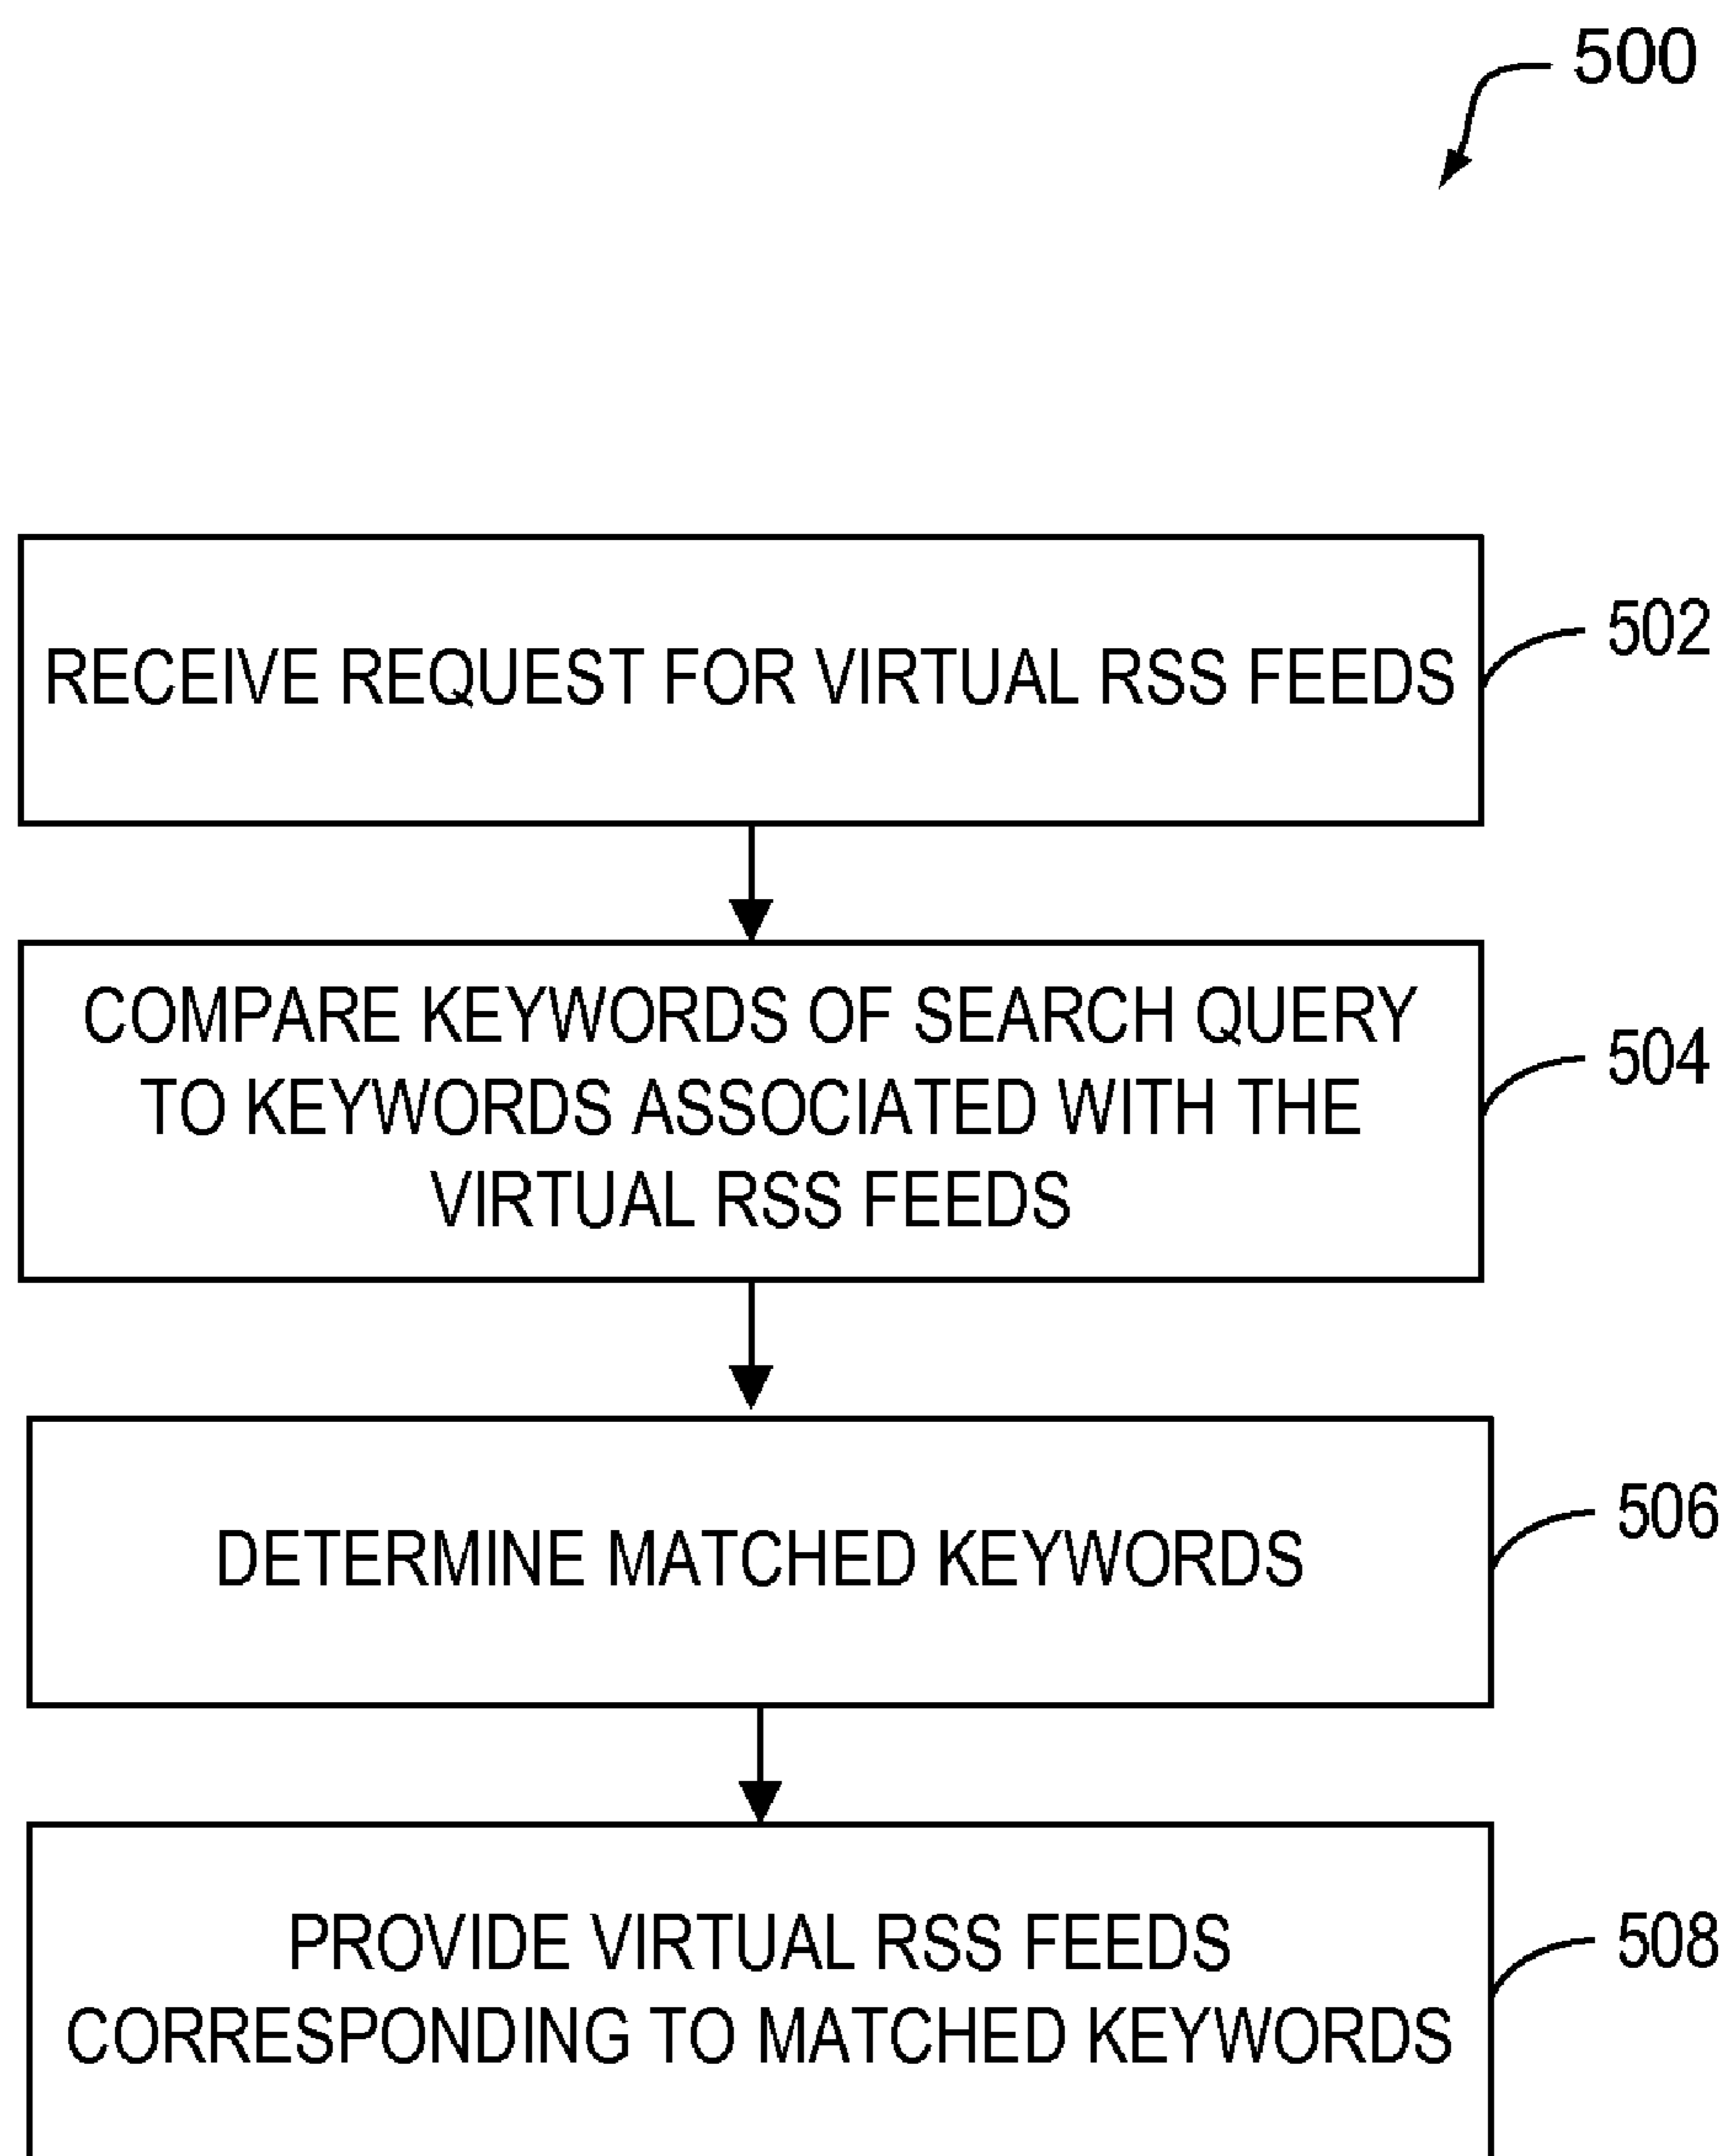 500
RECEIVE REQUEST FOR VIRTUAL RSS FEEDS
502
COMPARE KEYWORDS OF SEARCH QUERY
TO KEYWORDS ASSOCIATED WITH THE
VIRTUAL RSS FEEDS
504
DETERMINE MATCHED KEYWORDS
506
PROVIDE VIRTUAL RSS FEEDS
CORRESPONDING TO MATCHED KEYWORDS
508